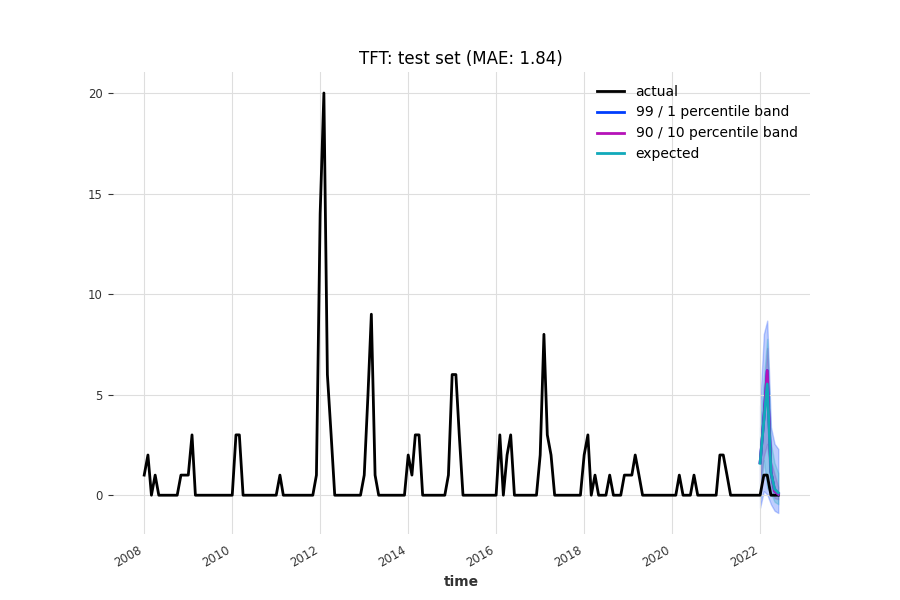 TFT: test set (MAE: 1.84)
actual
99 / 1 percentile band
90 / 10 percentile band
expected
20
15
10
5
0
2008 2010 2012 2014 2016 2018 2020 2022
time